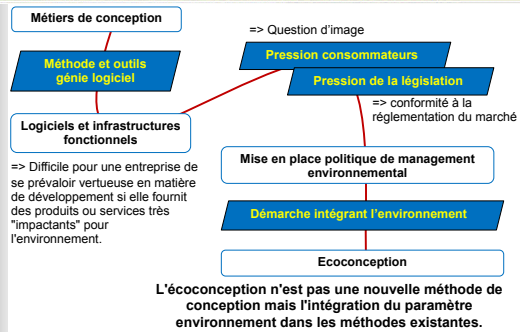 Métiers de conception
Méthode et outils
génie logiciel
Logiciels et infrastructures
fonctionnels
=> Difficile pour une entreprise de
se prévaloir vertueuse en matière
de développement si elle fournit
des produits ou services très
"impactants" pour
l'environnement.
=> Question d'image
Pression consommateurs
Pression de la législation
=> conformité à la
réglementation du marché
Mise en place politique de management
environnemental
Démarche intégrant l'environnement
Ecoconception
L'écoconception n'est pas une nouvelle méthode de
conception mais l'intégration du paramètre
environnement dans les méthodes existantes.